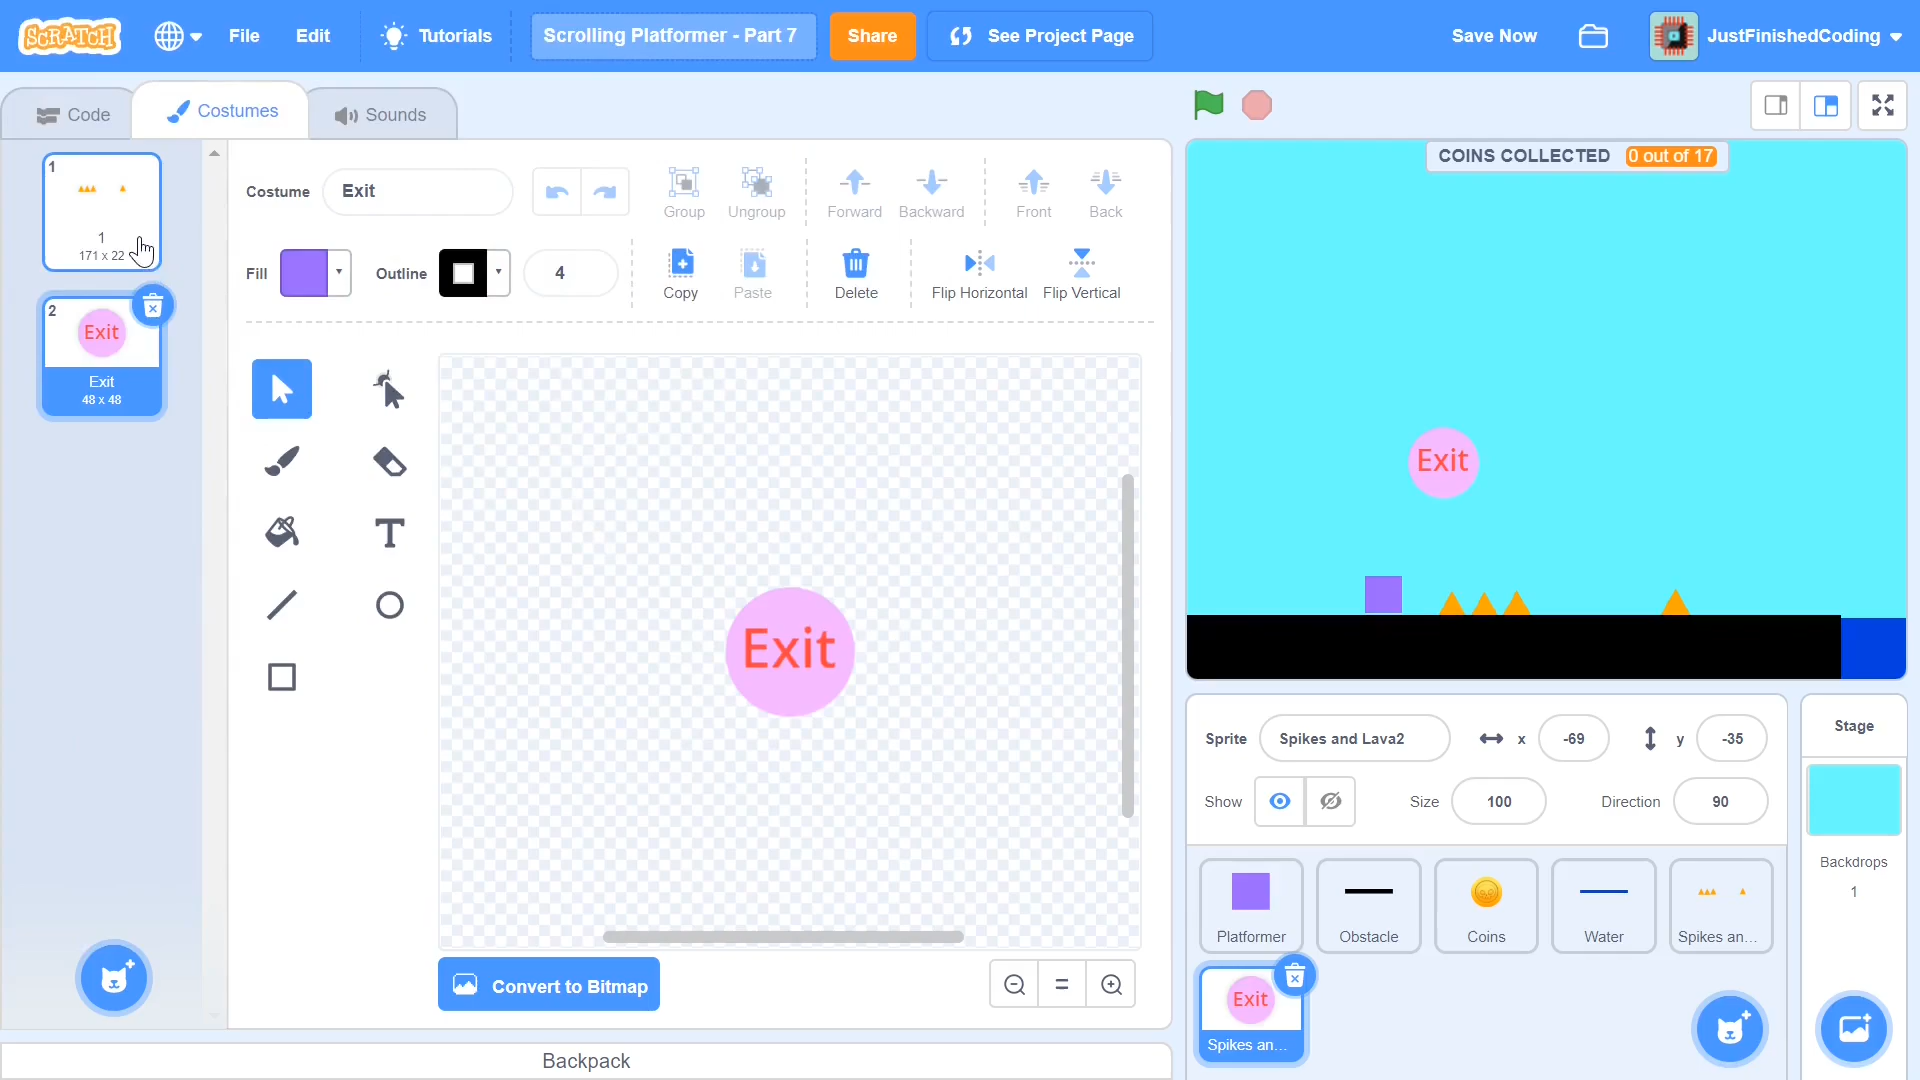 SCRATCH
File
Edit
Tutorials
Scrolling Platformer - Part 7
Share
See Project Page
Save Now
JustFinishedCoding
Code
Costumes
Sounds
1
1
171 x 22
2
Exit
Exit
48 x 48
Costume
Exit
Group
Ungroup
Forward
Backward
Front
Back
Fill
Outline
4
Copy
Paste
Delete
Flip Horizontal
Flip Vertical
T
Exit
Convert to Bitmap
=
Backpack
COINS COLLECTED 0 out of 17
Exit
Sprite
Spikes and Lava2
x
-69
y
-35
Show
Size
100
Direction
90
Platformer
Obstacle
Coins
Water
Spikes an...
Exit
Spikes an...
Stage
Backdrops
1